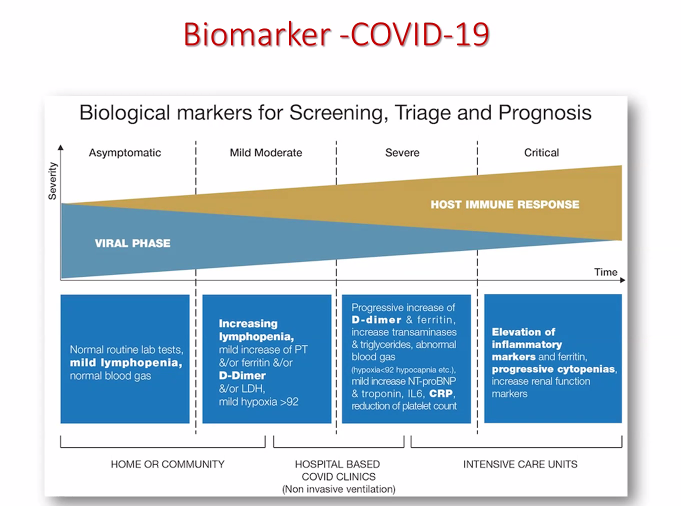 Biomarker -COVID-19
Biological markers for Screening, Triage and Prognosis
Asymptomatic
Mild Moderate
Severe
Critical
Severity
HOST IMMUNE RESPONSE
VIRAL PHASE
Time
Normal routine lab tests,
mild lymphopenia,
normal blood gas
Increasing
lymphopenia,
mild increase of PT
&/or ferritin &/or
D-Dimer
&/or LDH,
mild hypoxia >92
Progressive increase of
D-dimer & ferritin,
increase transaminases
& triglycerides, abnormal
blood gas
(hypoxia<92 hypocapnia etc.),
mild increase NT-proBNP
& troponin, IL6, CRP,
reduction of platelet count
Elevation of
inflammatory
markers and ferritin,
progressive cytopenias,
increase renal function
markers
HOME OR COMMUNITY
HOSPITAL BASED
COVID CLINICS
(Non invasive ventilation)
INTENSIVE CARE UNITS